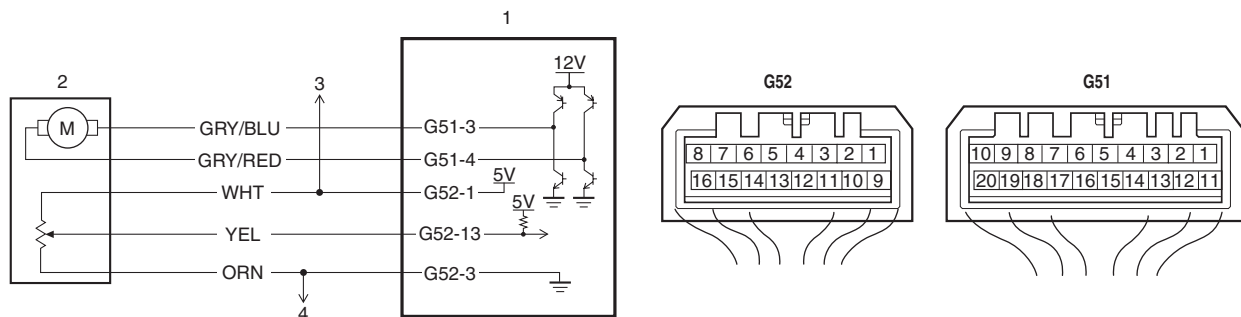 1
12V
2
3
M
GRY/BLU
G51-3
GRY/RED
G51-4
WHT
G52-1
5V
5V
YEL
G52-13
ORN
G52-3
4
G52
8 7 6 5 4 3 2 1
16 15 14 13 12 11 10 9
G51
10 9 8 7 6 5 4 3 2 1
20 19 18 17 16 15 14 13 12 11